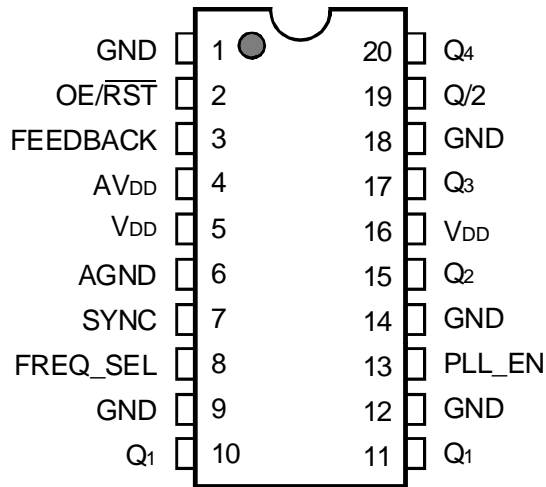 GND 1 20 Q4
OE/RST 2 19 Q/2
FEEDBACK 3 18 GND
AVDD 4 17 Q3
VDD 5 16 VDD
AGND 6 15 Q2
SYNC 7 14 GND
FREQ_SEL 8 13 PLL_EN
GND 9 12 GND
Q1 10 11 Q1